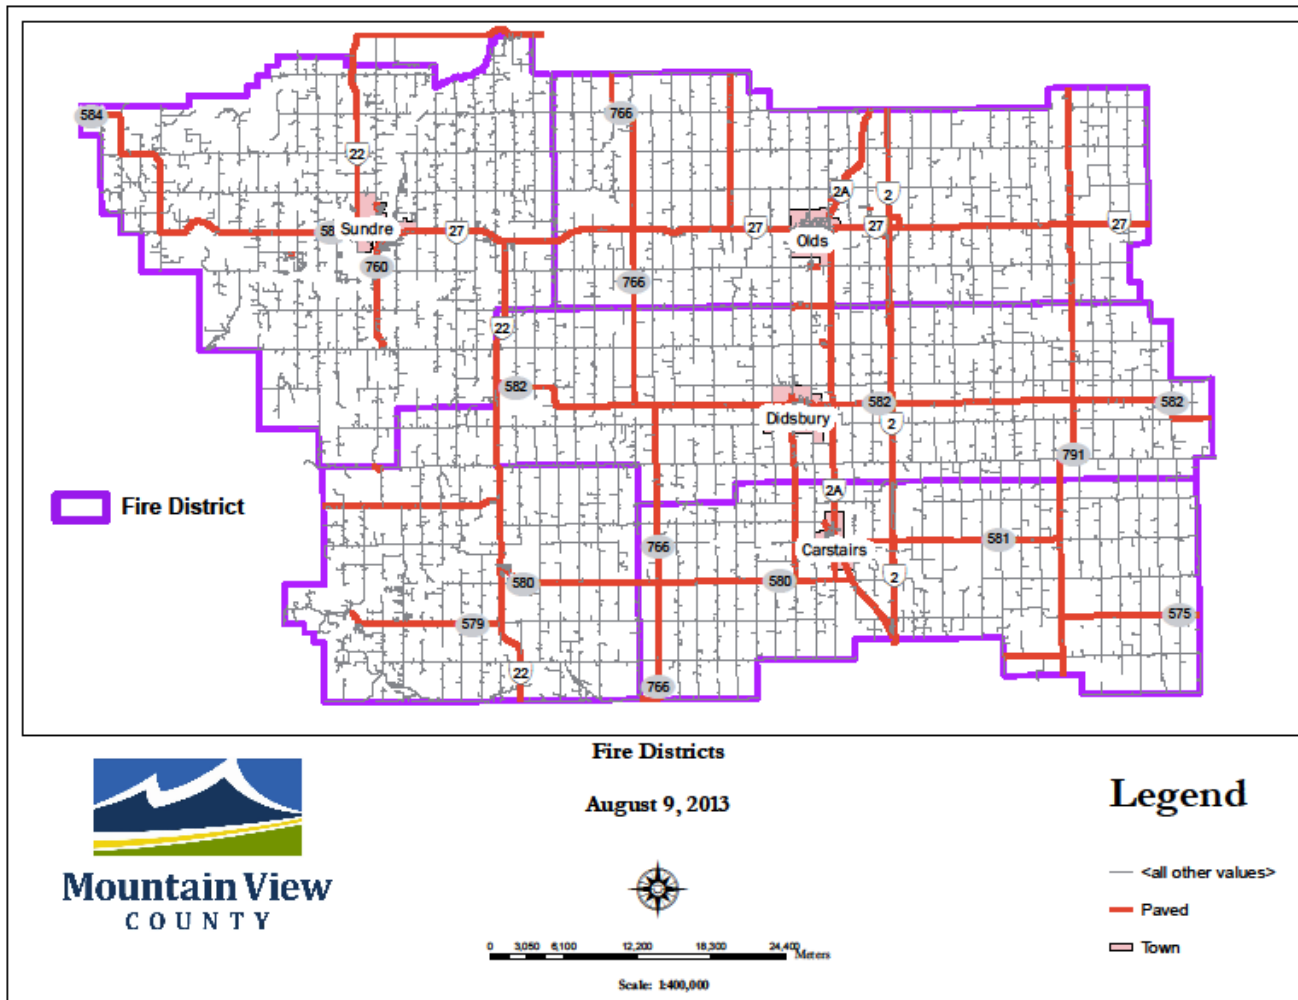 584
766
22
2A
2
58
Sundre
27
27
Olds
27
27
760
766
22
582
Didsbury
582
582
2
791
Fire District
2A
766
Carstairs
581
580
580
2
579
575
22
766
Fire Districts
August 9, 2013
Mountain View
COUNTY
0 3,050 6,100 12,200 18,300 24,400
Meters
Scale: 1:400,000
Legend
<all other values>
Paved
Town